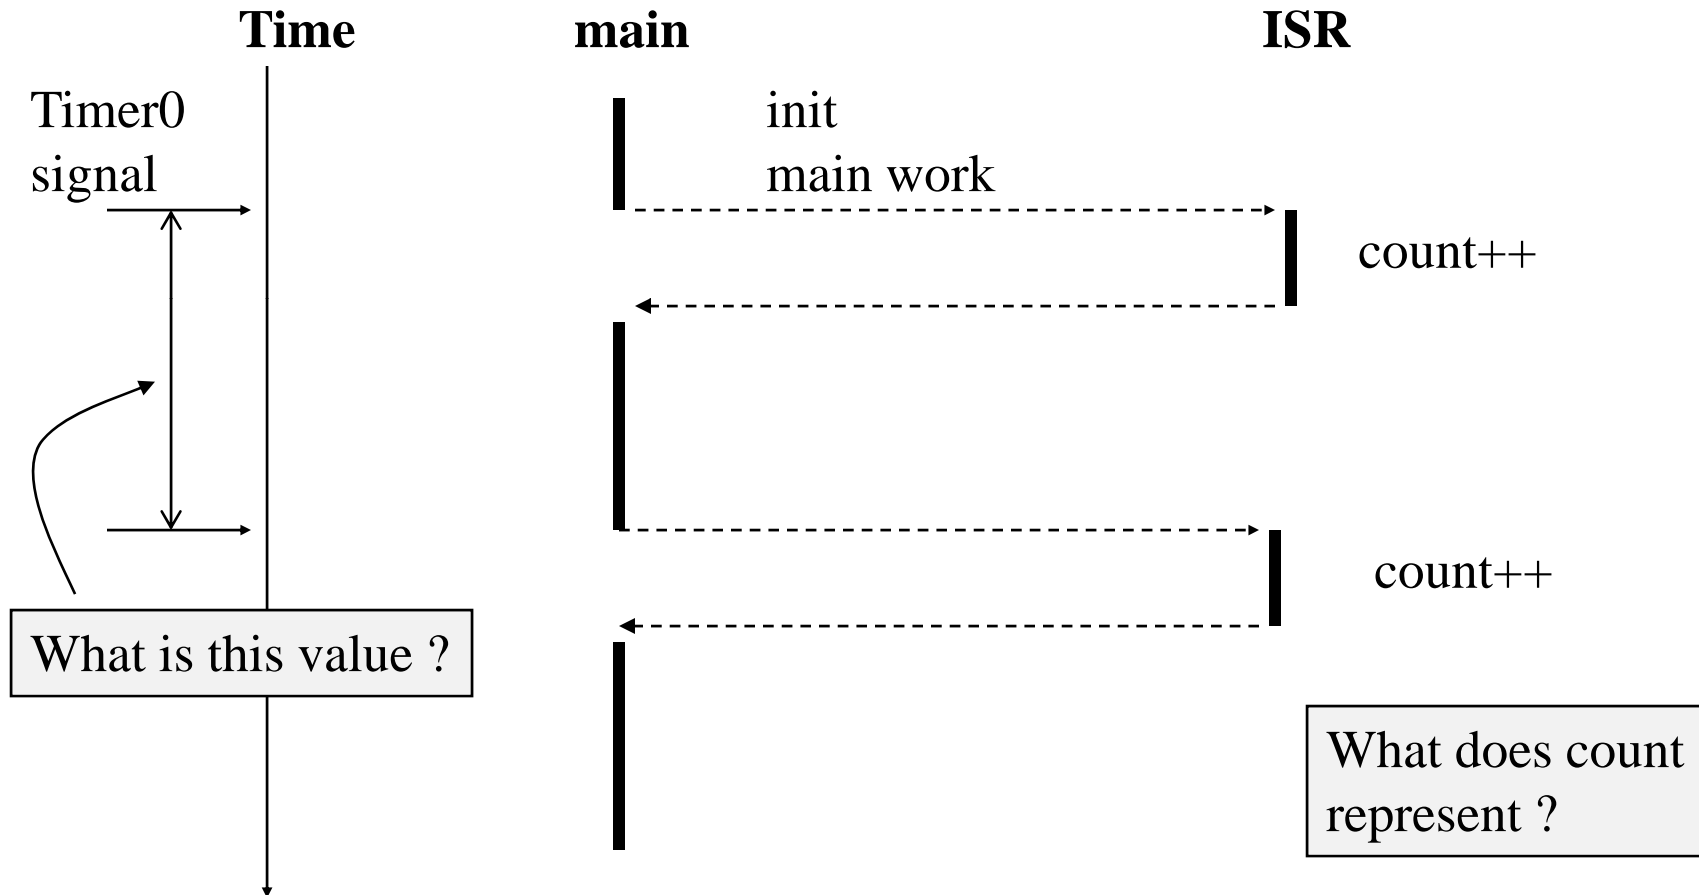 Time
main
ISR
Timer0
signal
init
main work
count++
count++
What is this value ?
What does count
represent ?